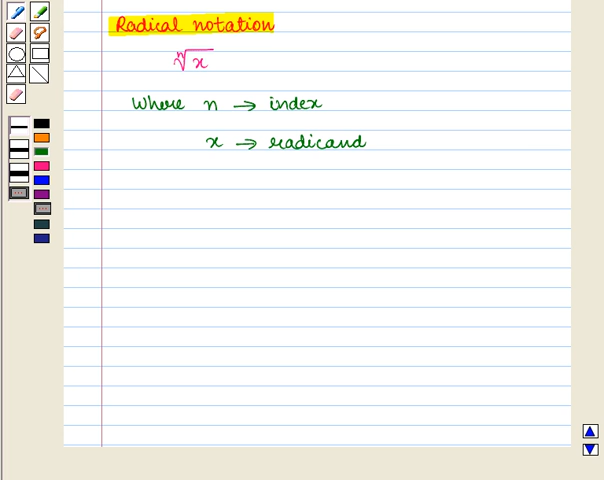 Radical notation
ⁿ√x
Where n → index
x → radicand